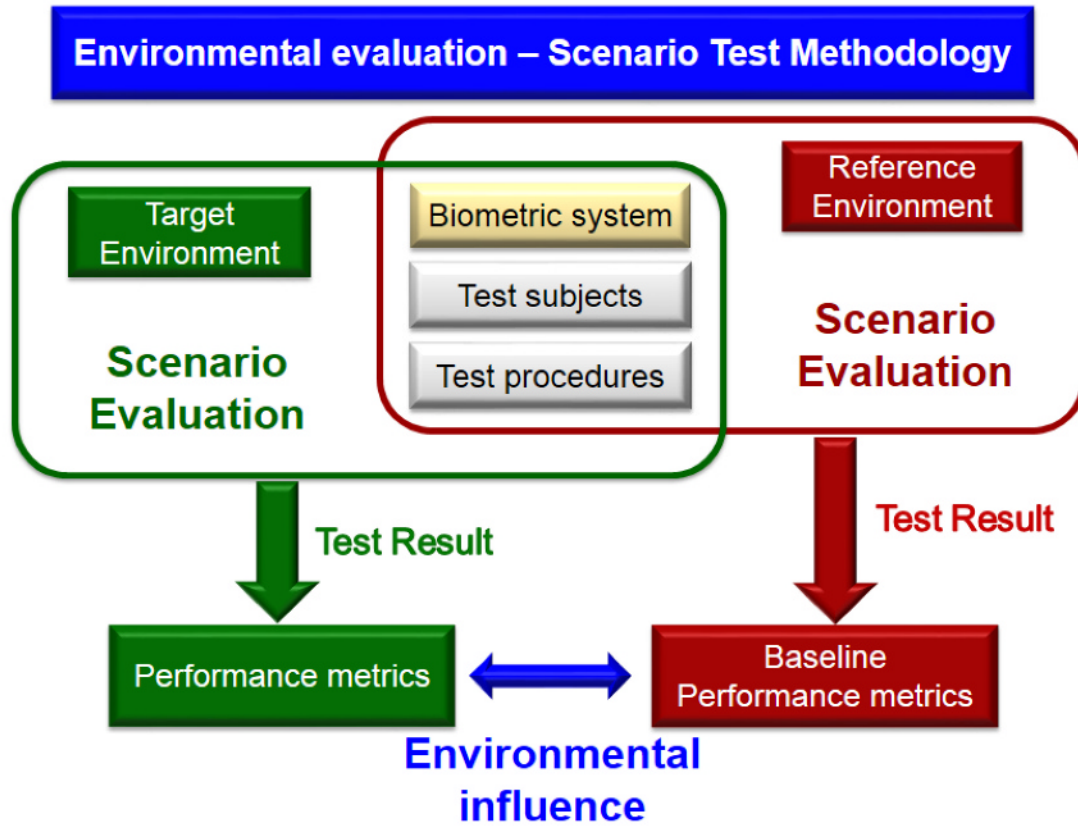 Environmental evaluation – Scenario Test Methodology
Target
Environment
Scenario
Evaluation
Biometric system
Test subjects
Test procedures
Reference
Environment
Scenario
Evaluation
Test Result
Test Result
Performance metrics
Baseline
Performance metrics
Environmental
influence